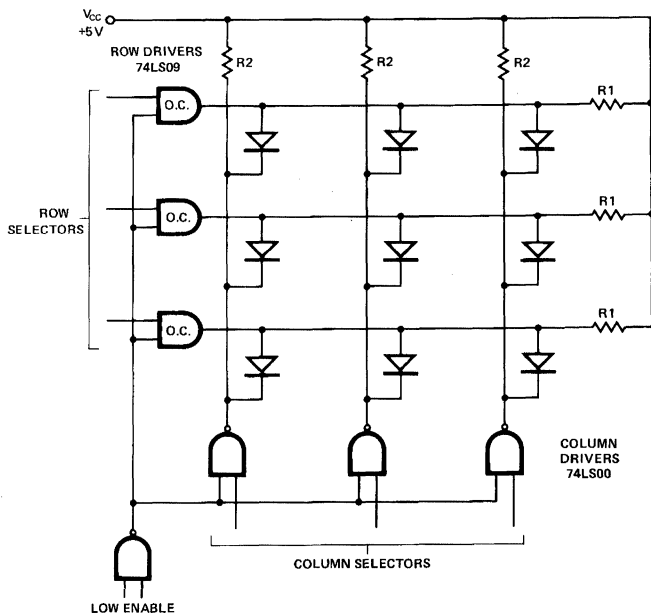 VCC
+5V
ROW DRIVERS
74LS09
R2
R2
R2
R1
O.C.
ROW
SELECTORS
R1
O.C.
R1
O.C.
COLUMN
DRIVERS
74LS00
COLUMN SELECTORS
LOW ENABLE